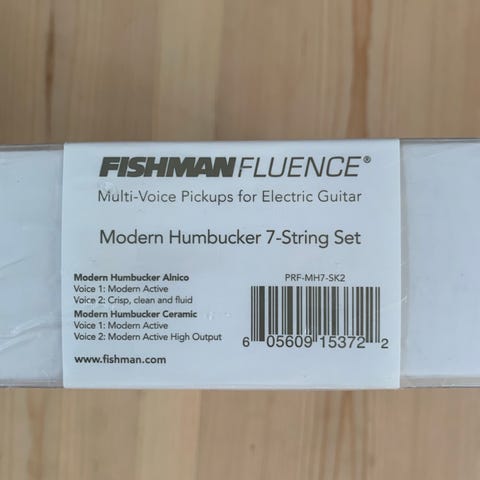 FISHMAN FLUENCE®
Multi-Voice Pickups for Electric Guitar
Modern Humbucker 7-String Set
Modern Humbucker Alnico
Voice 1: Modern Active
Voice 2: Crisp, clean and fluid
Modern Humbucker Ceramic
Voice 1: Modern Active
Voice 2: Modern Active High Output
www.fishman.com
PRF-MH7-SK2
6 05609 15372 2